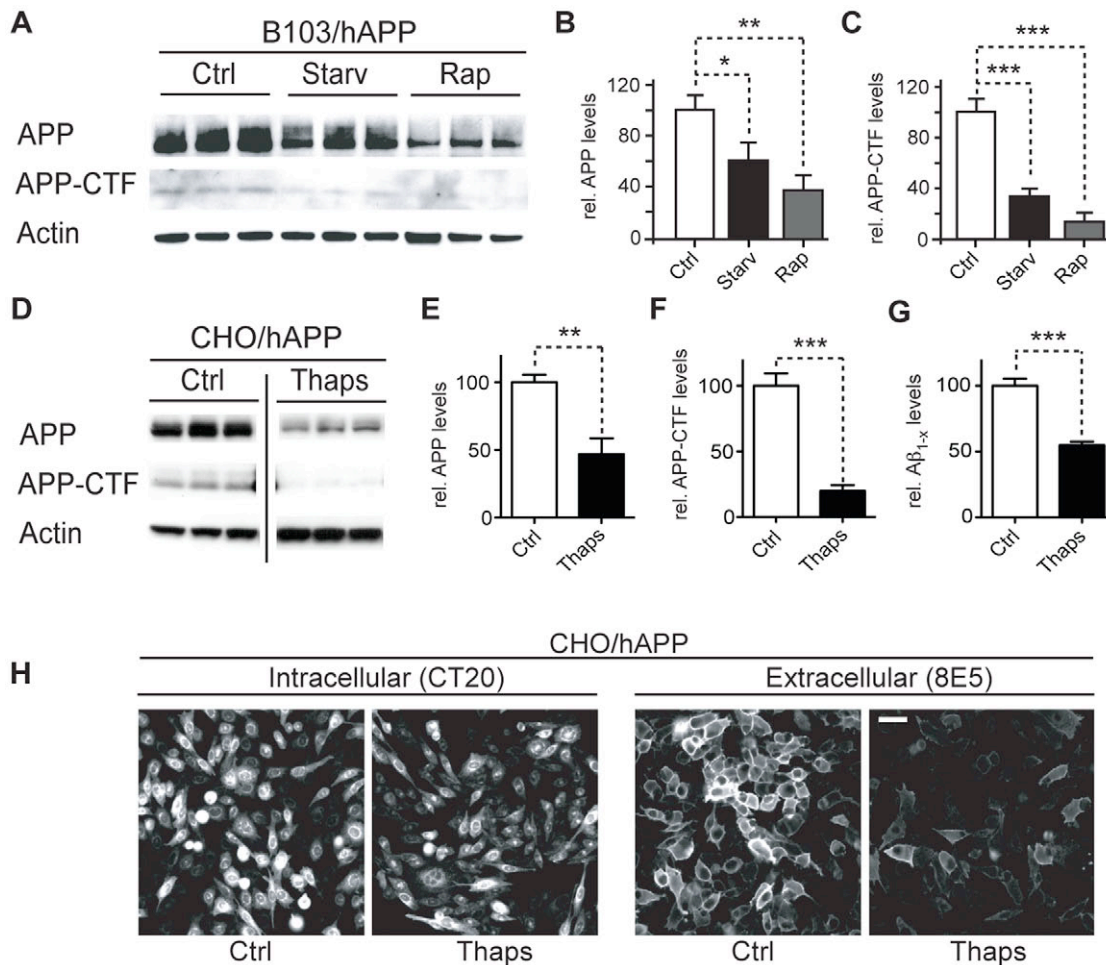 A
B103/hAPP
Ctrl Starv Rap
APP
APP-CTF
Actin
B
**
*
rel. APP levels
120
80
40
0
Ctrl
Starv
Rap
C
***
***
rel. APP-CTF levels
120
80
40
0
Ctrl
Starv
Rap
D
CHO/hAPP
Ctrl Thaps
APP
APP-CTF
Actin
E
**
rel. APP levels
100
50
0
Ctrl
Thaps
F
***
rel. APP-CTF levels
100
50
0
Ctrl
Thaps
G
***
rel. Aβ1-x levels
100
50
0
Ctrl
Thaps
H
CHO/hAPP
Intracellular (CT20) Extracellular (8E5)
Ctrl Thaps Ctrl Thaps